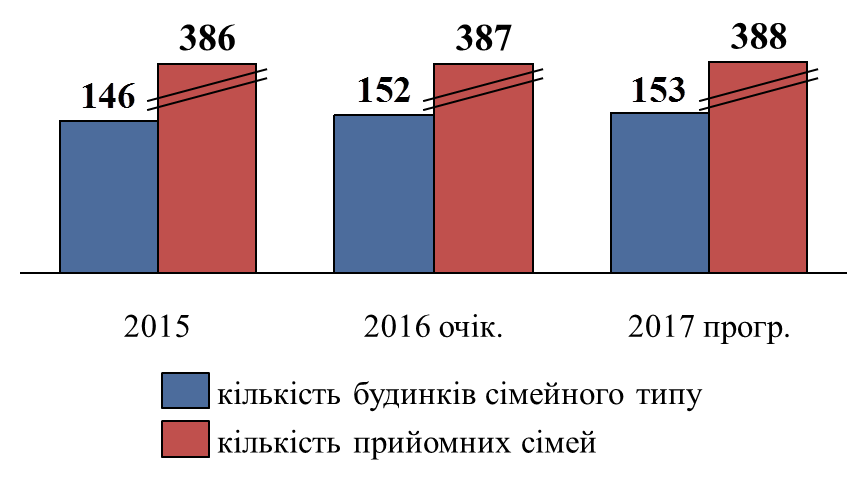 386
387
388
146
152
153
2015
2016 очік.
2017 прогр.
кількість будинків сімейного типу
кількість прийомних сімей